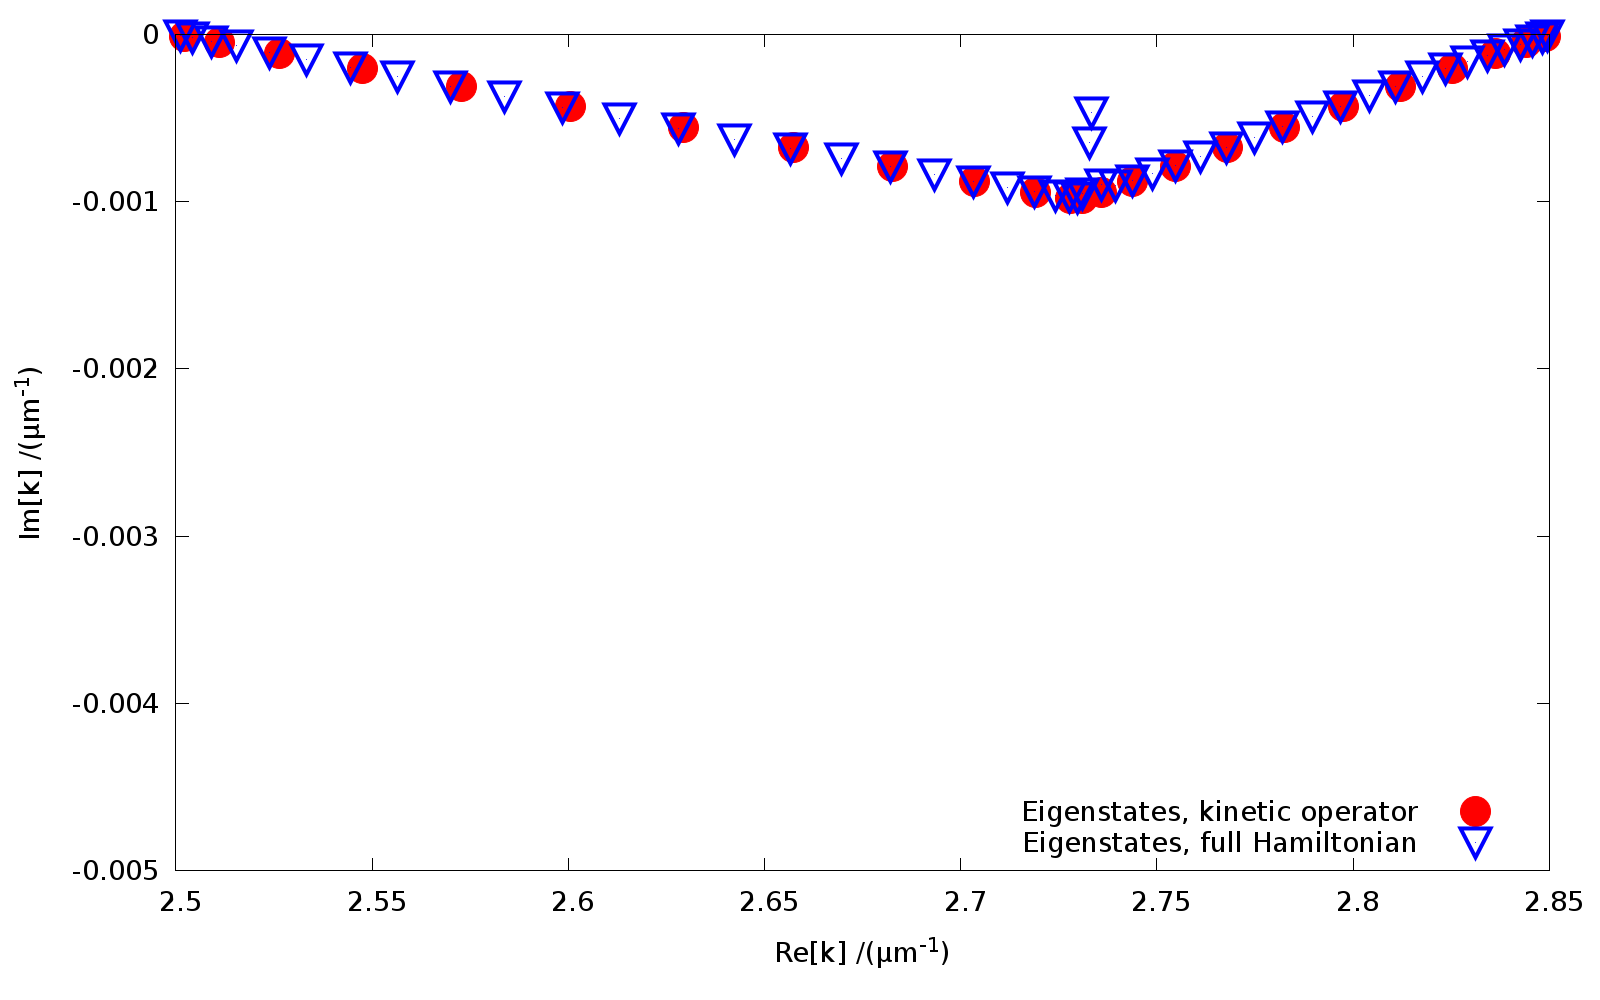 0
-0.001
-0.002
-0.003
-0.004
-0.005
2.5 2.55 2.6 2.65 2.7 2.75 2.8 2.85
Im[k] /(µm-1)
Re[k] /(µm-1)
Eigenstates, kinetic operator
Eigenstates, full Hamiltonian